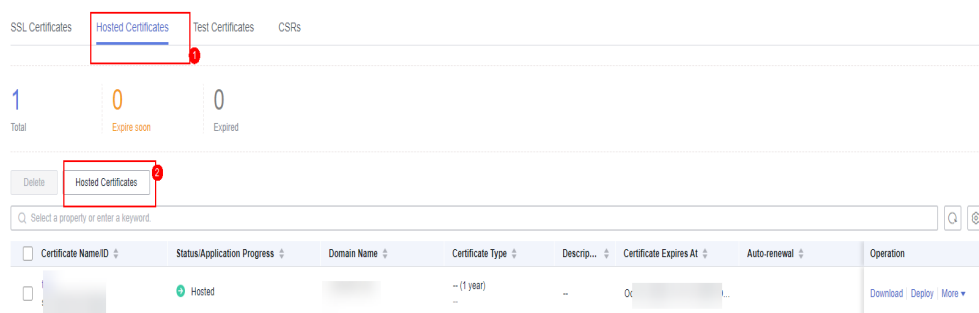 SSL Certificates Hosted Certificates Test Certificates CSRs
1
1 0 0
Total Expire soon Expired
2
Delete Hosted Certificates
Select a property or enter a keyword.
Certificate Name/ID Status/Application Progress Domain Name Certificate Type Descrip... Certificate Expires At Auto-renewal Operation
Hosted -- (1 year) -- Download Deploy More
--